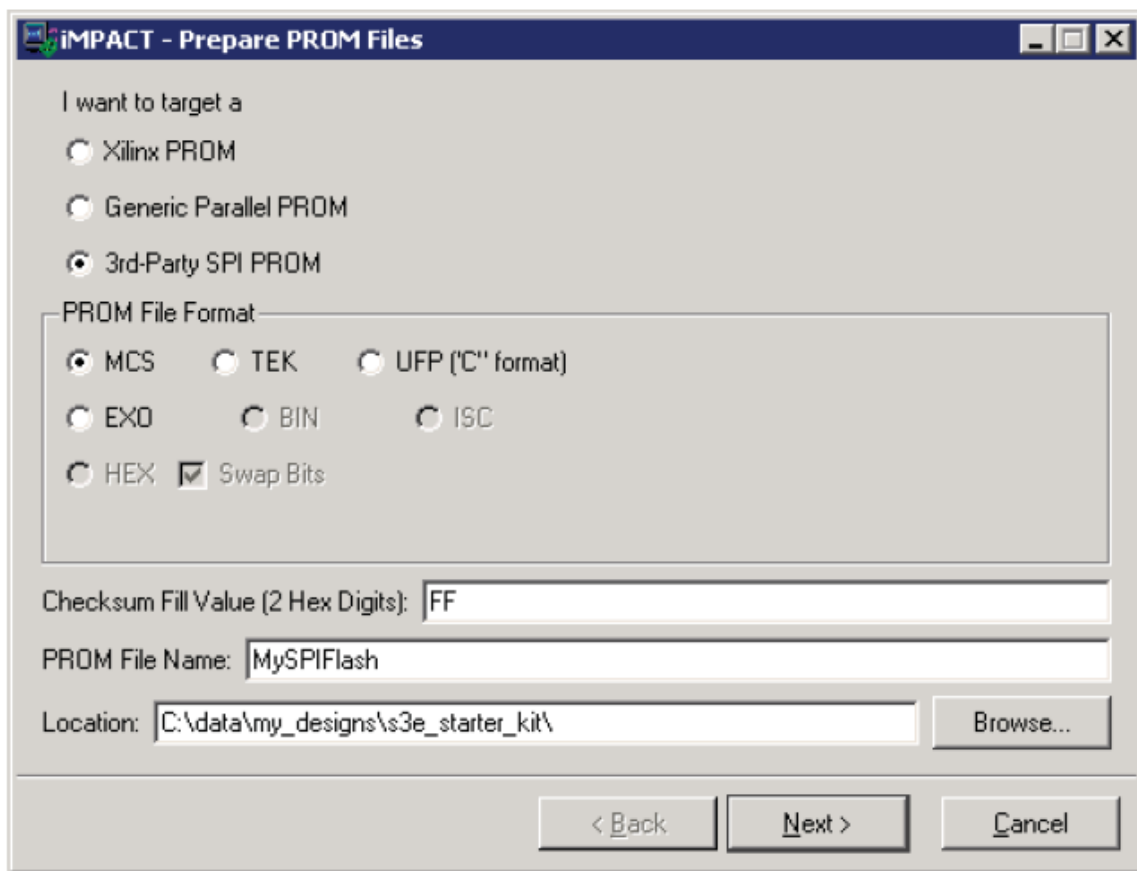 iMPACT - Prepare PROM Files
I want to target a
Xilinx PROM
Generic Parallel PROM
3rd-Party SPI PROM
PROM File Format
MCS TEK UFP ('C" format)
EXO BIN ISC
HEX Swap Bits
Checksum Fill Value (2 Hex Digits): FF
PROM File Name: MySPIFlash
Location: C:\data\my_designs\s3e_starter_kit\ Browse...
< Back Next > Cancel